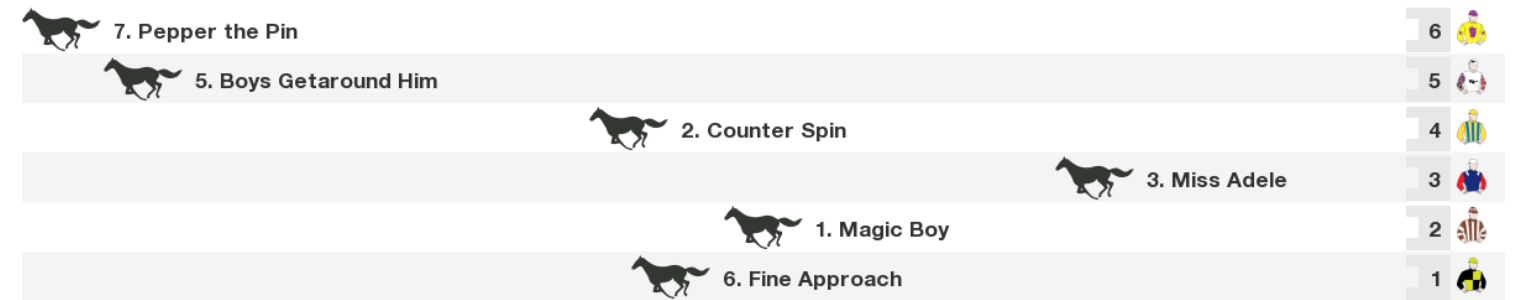 7. Pepper the Pin 6
5. Boys Getaround Him 5
2. Counter Spin 4
3. Miss Adele 3
1. Magic Boy 2
6. Fine Approach 1